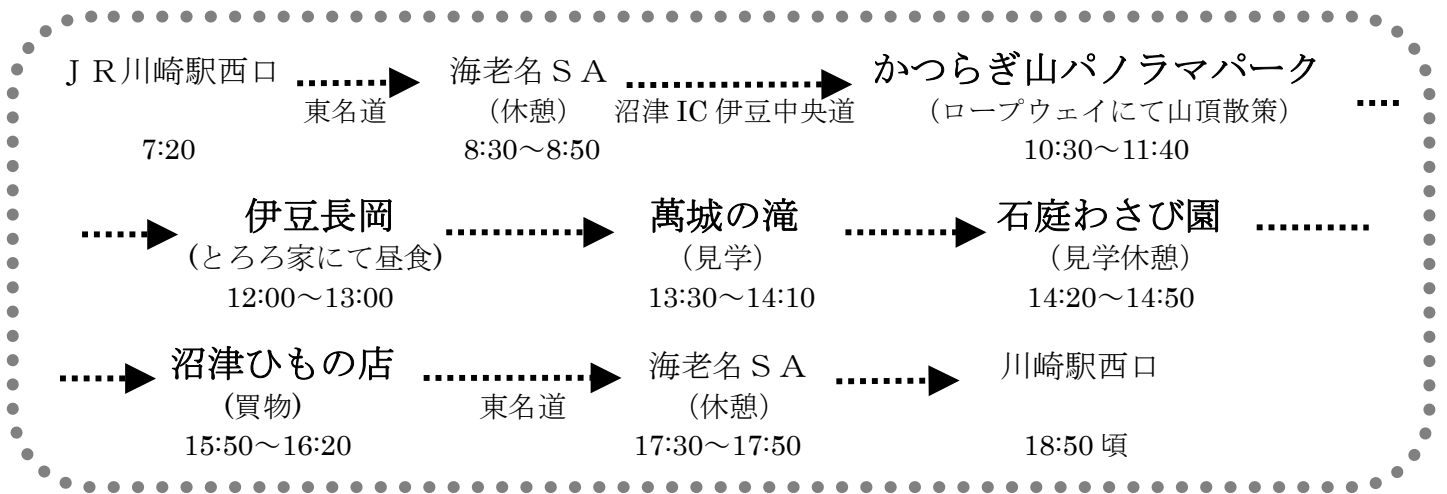 ＪＲ川崎駅西口 海老名ＳＡ かつらぎ山パノラマパーク
東名道 （休憩） 沼津IC伊豆中央道 （ロープウェイにて山頂散策）
7:20 8:30～8:50 10:30～11:40
伊豆長岡 萬城の滝 石庭わさび園
(とろろ家にて昼食) （見学） （見学休憩）
12:00～13:00 13:30～14:10 14:20～14:50
沼津ひもの店 海老名ＳＡ 川崎駅西口
(買物) 東名道 （休憩）
15:50～16:20 17:30～17:50 18:50頃